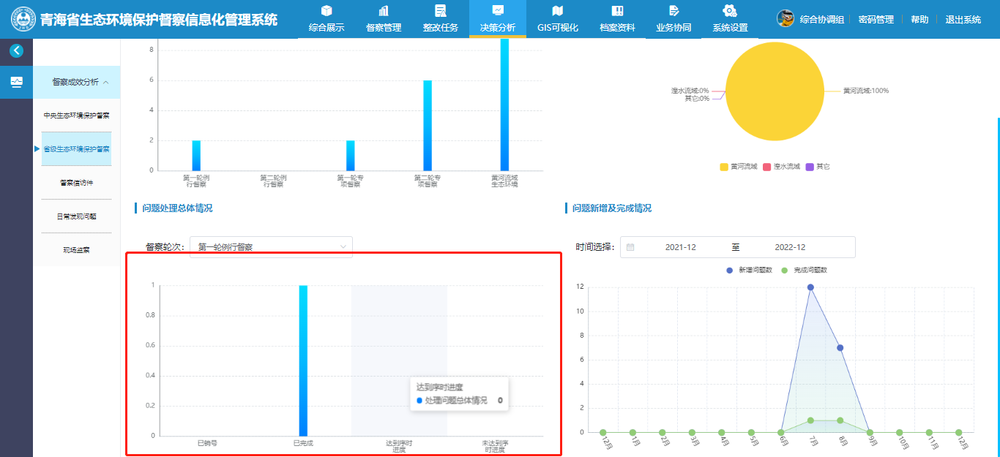 青海省生态环境保护督察信息化管理系统
综合展示
督察管理
整改任务
决策分析
GIS可视化
档案资料
业务协同
系统设置
综合协调组
密码管理
帮助
退出系统
督察成效分析
中央生态环境保护督察
省级生态环境保护督察
督察信访件
日常发现问题
现场监察
8
6
4
2
0
第一轮例
行督察
第二轮例
行督察
第一轮专
项督察
第二轮专
项督察
黄河流域
生态环境
湟水流域:0%
其它:0%
黄河流域:100%
黄河流域
湟水流域
其它
问题处理总体情况
督察轮次:
第一轮例行督察
1
0.8
0.6
0.4
0.2
0
已销号
已完成
达到序时
进度
未达到序
时进度
达到序时进度
处理问题总体情况 0
问题新增及完成情况
时间选择:
2021-12 至 2022-12
新增问题数
完成问题数
12
10
8
6
4
2
0
12月
1月
2月
3月
4月
5月
6月
7月
8月
9月
10月
11月
12月